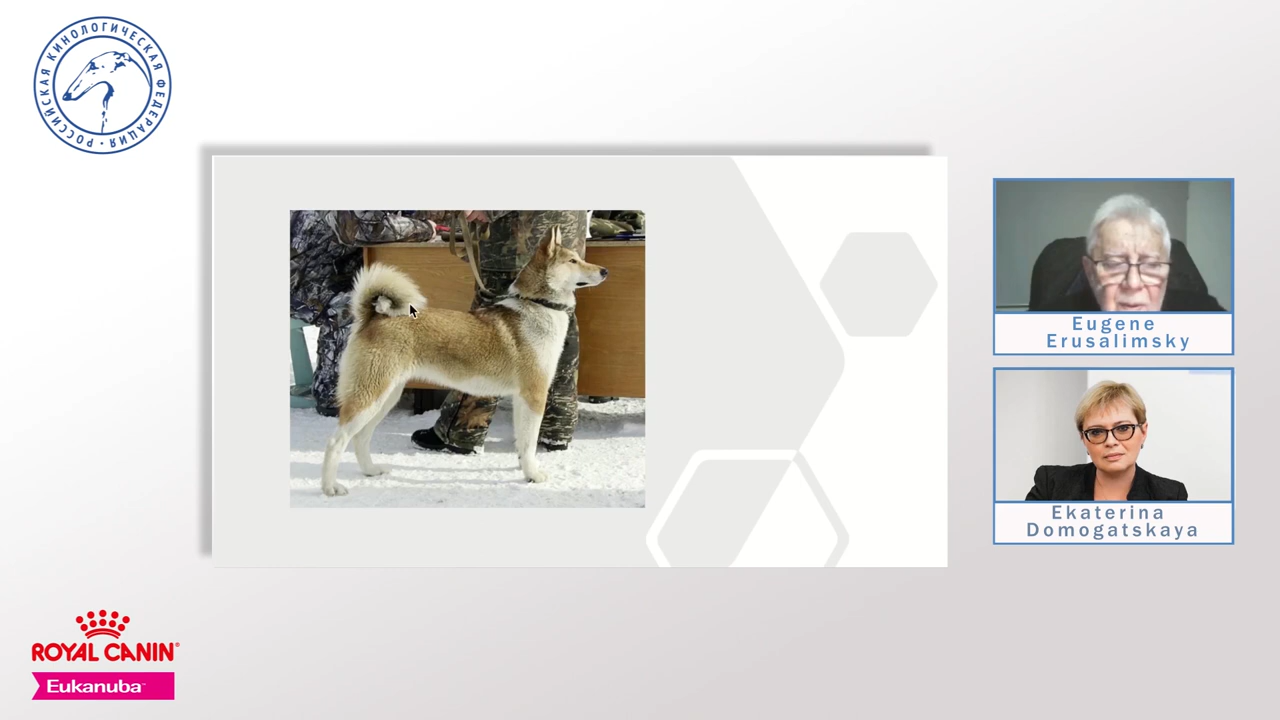 РОССИЙСКАЯ КИНОЛОГИЧЕСКАЯ ФЕДЕРАЦИЯ
Eugene
Erusalimsky
Ekaterina
Domogatskaya
ROYAL CANIN
Eukanuba